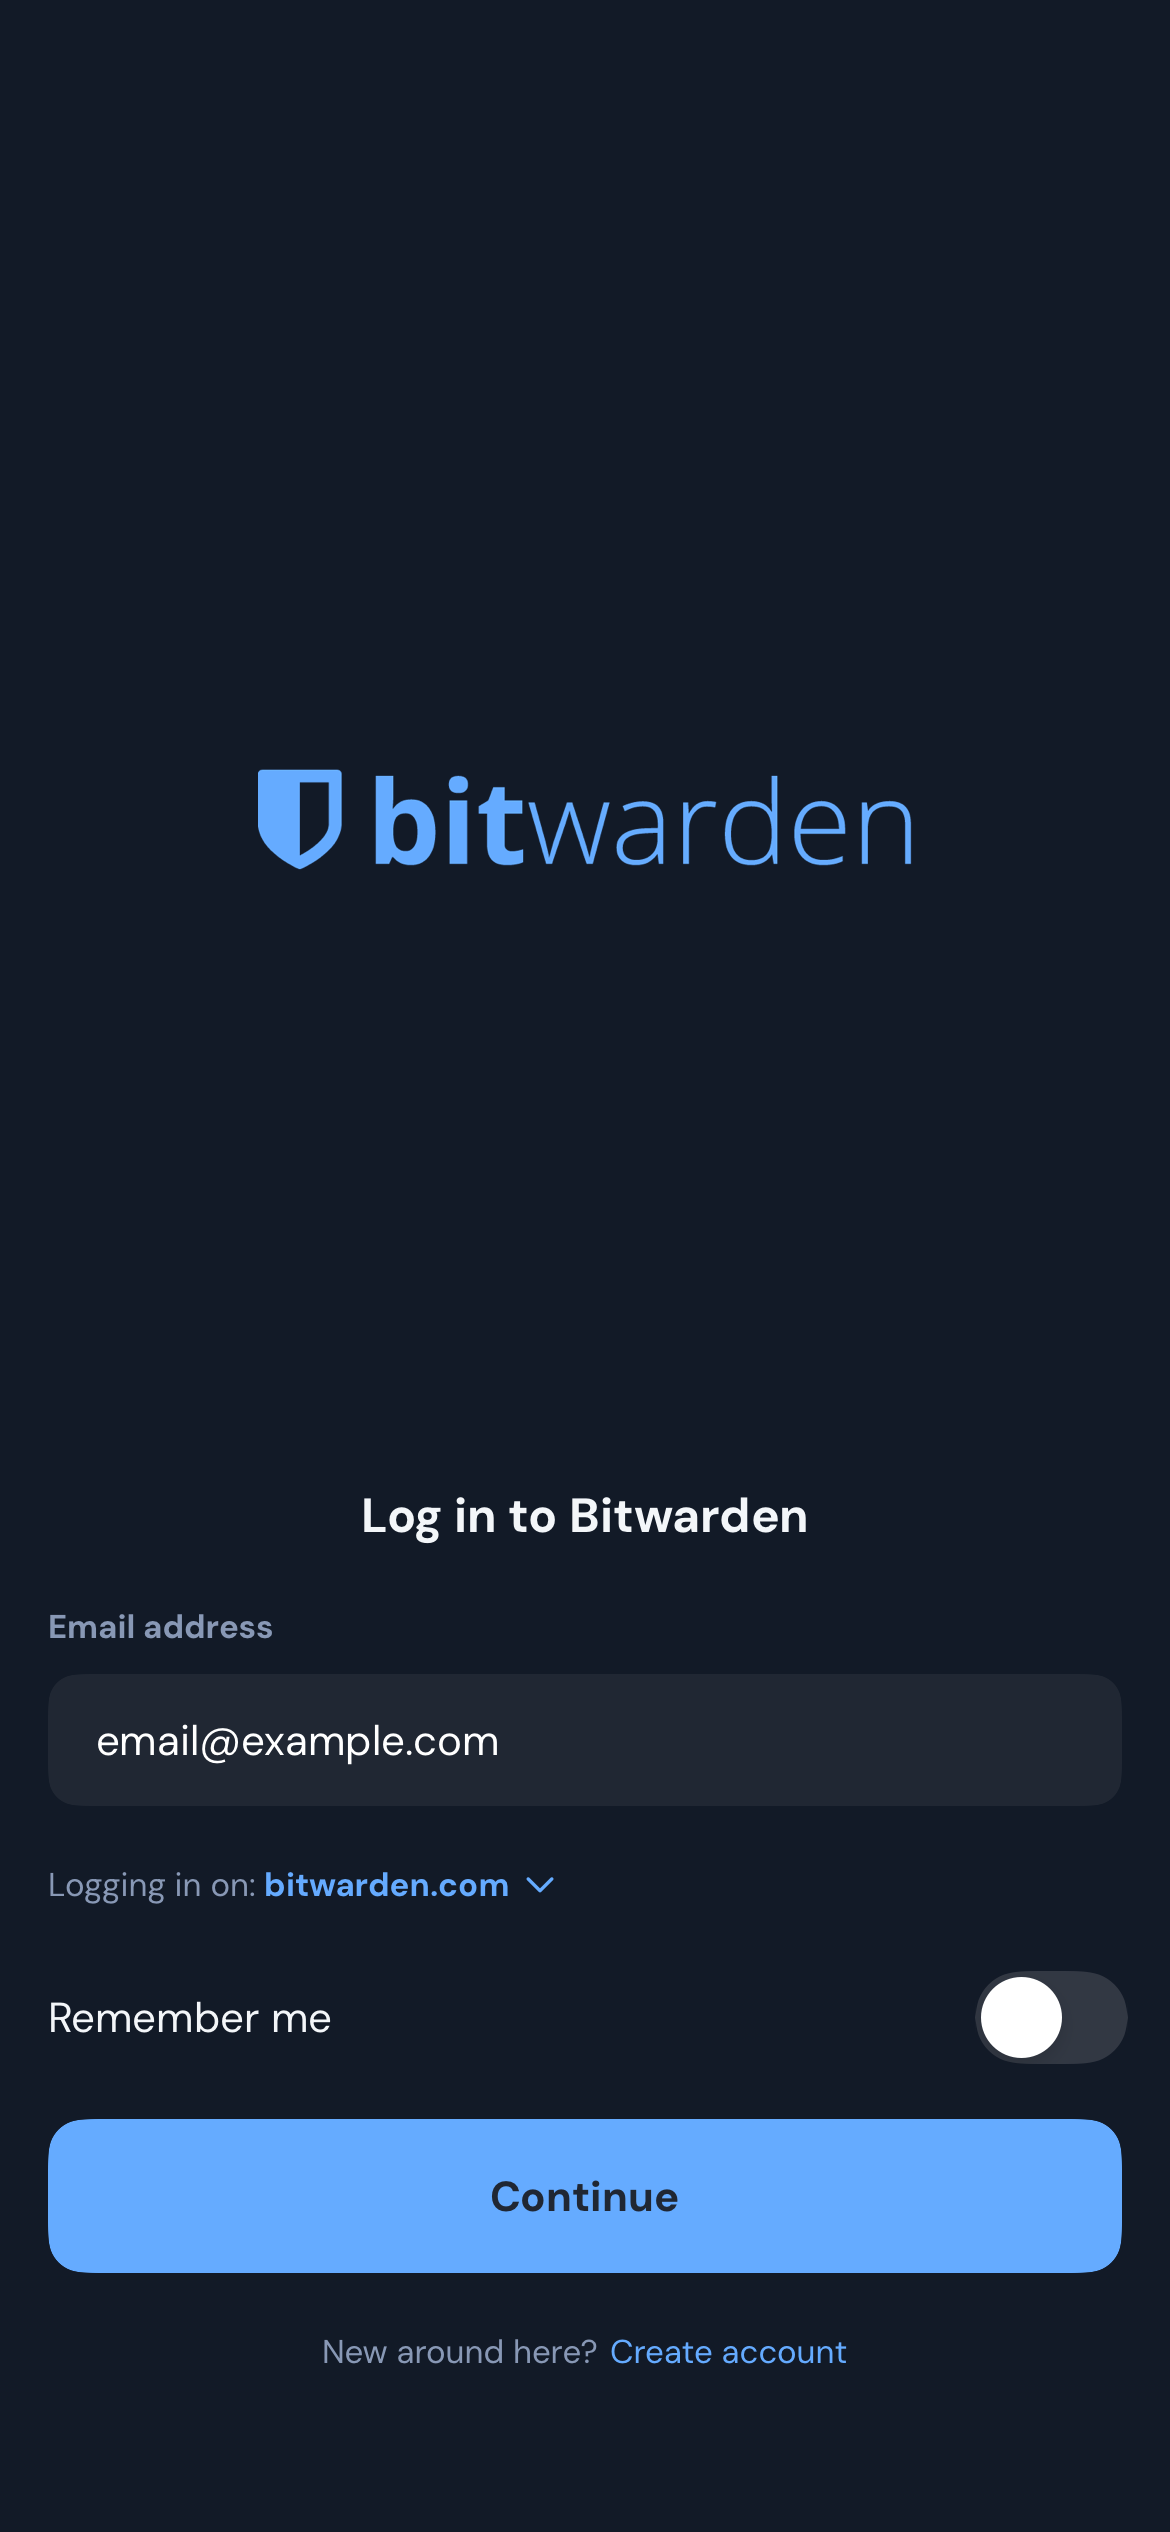 bitwarden
Log in to Bitwarden
Email address
email@example.com
Logging in on: bitwarden.com
Remember me
Continue
New around here? Create account